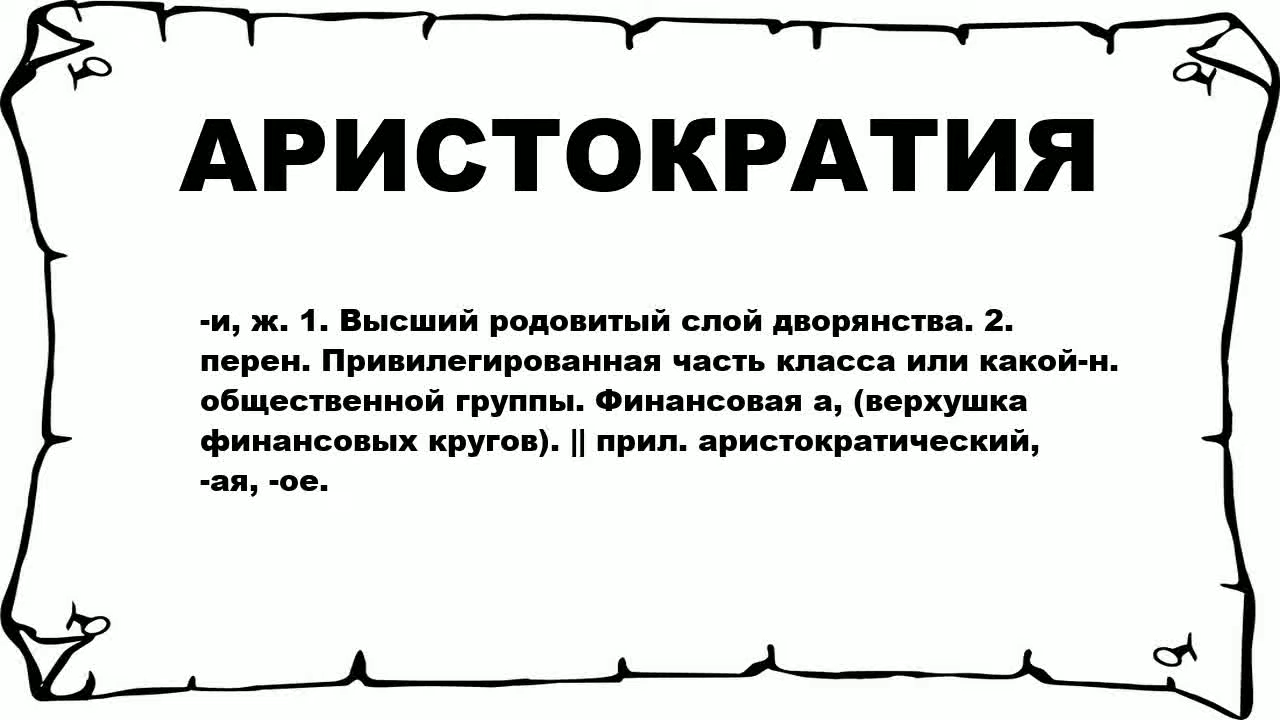 АРИСТОКРАТИЯ
-и, ж. 1. Высший родовитый слой дворянства. 2.
перен. Привилегированная часть класса или какой-н.
общественной группы. Финансовая а, (верхушка
финансовых кругов). || прил. аристократический,
-ая, -ое.